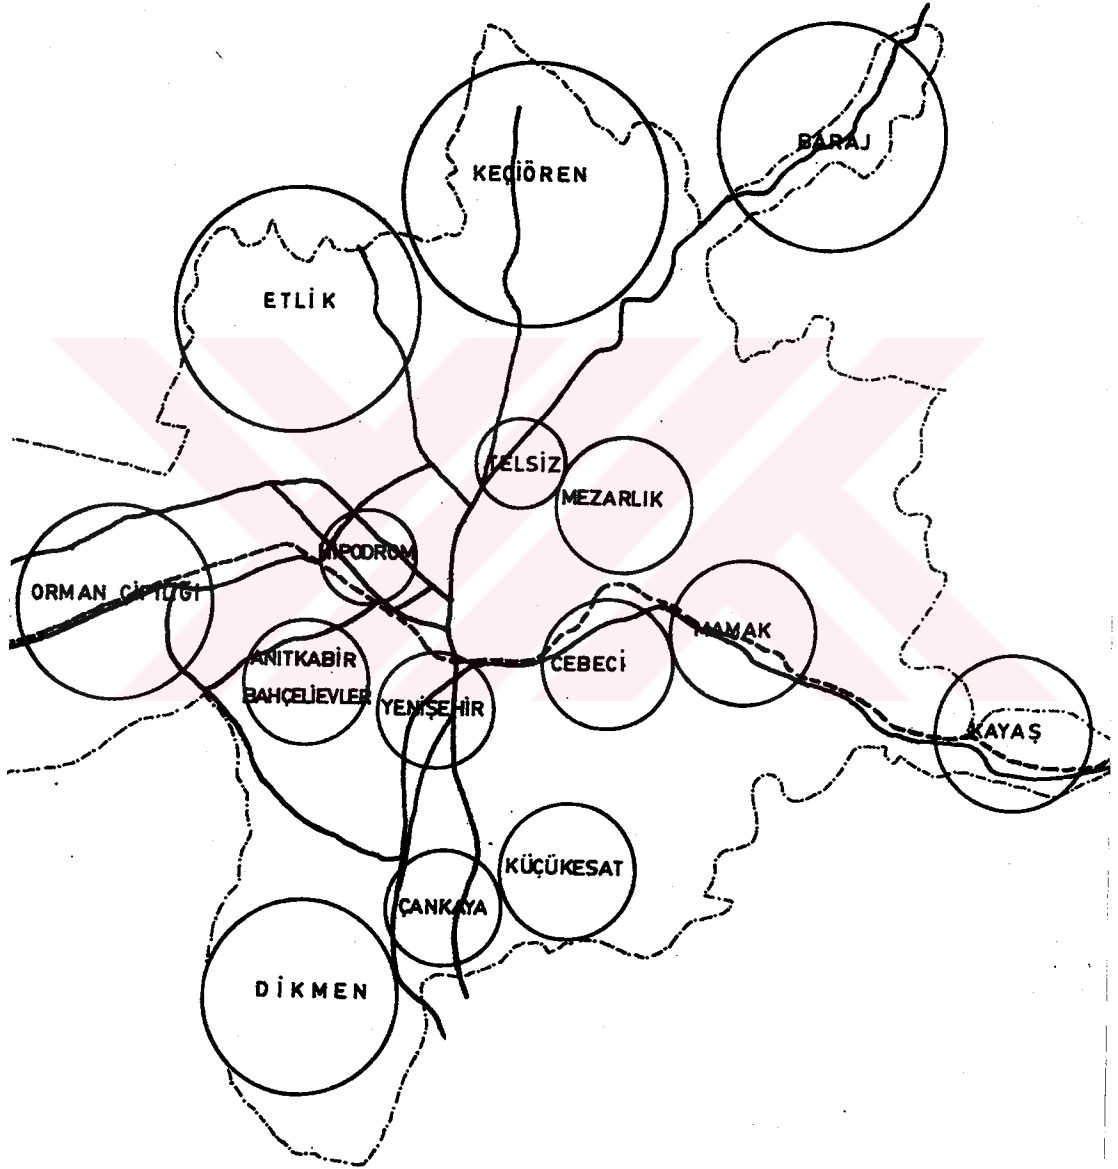 BARAJ
KEÇİÖREN
ETLİK
TELSİZ
MEZARLIK
HİPODROM
ORMAN ÇİFTLİĞİ
MAMAK
ANITKABİR
BAHÇELİEVLER
CEBECİ
YENİŞEHİR
KAYAŞ
KÜÇÜKESAT
ÇANKAYA
DİKMEN